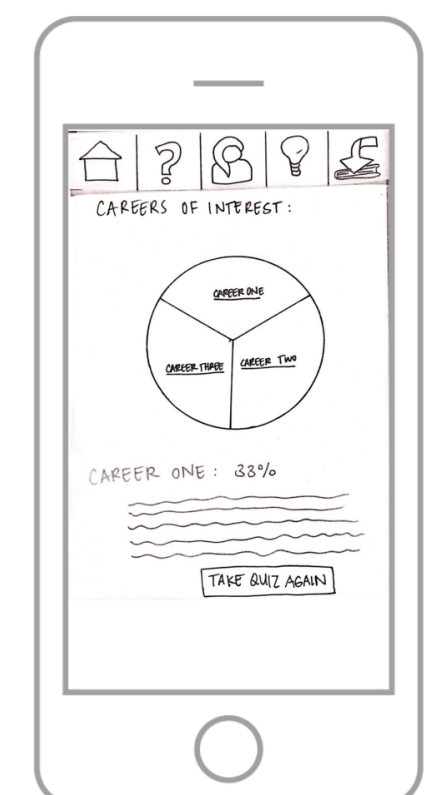 ?
CAREERS OF INTEREST:
CAREER ONE
CAREER THREE
CAREER TWO
CAREER ONE: 33%
TAKE QUIZ AGAIN